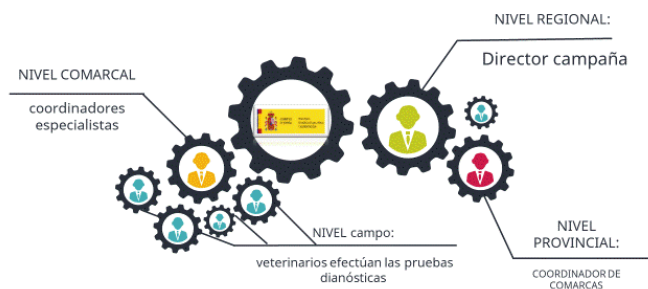 NIVEL REGIONAL:
Director campaña
NIVEL COMARCAL
coordinadores
especialistas
NIVEL campo:
veterinarios efectúan las pruebas
dianósticas
NIVEL
PROVINCIAL:
COORDINADOR DE
COMARCAS